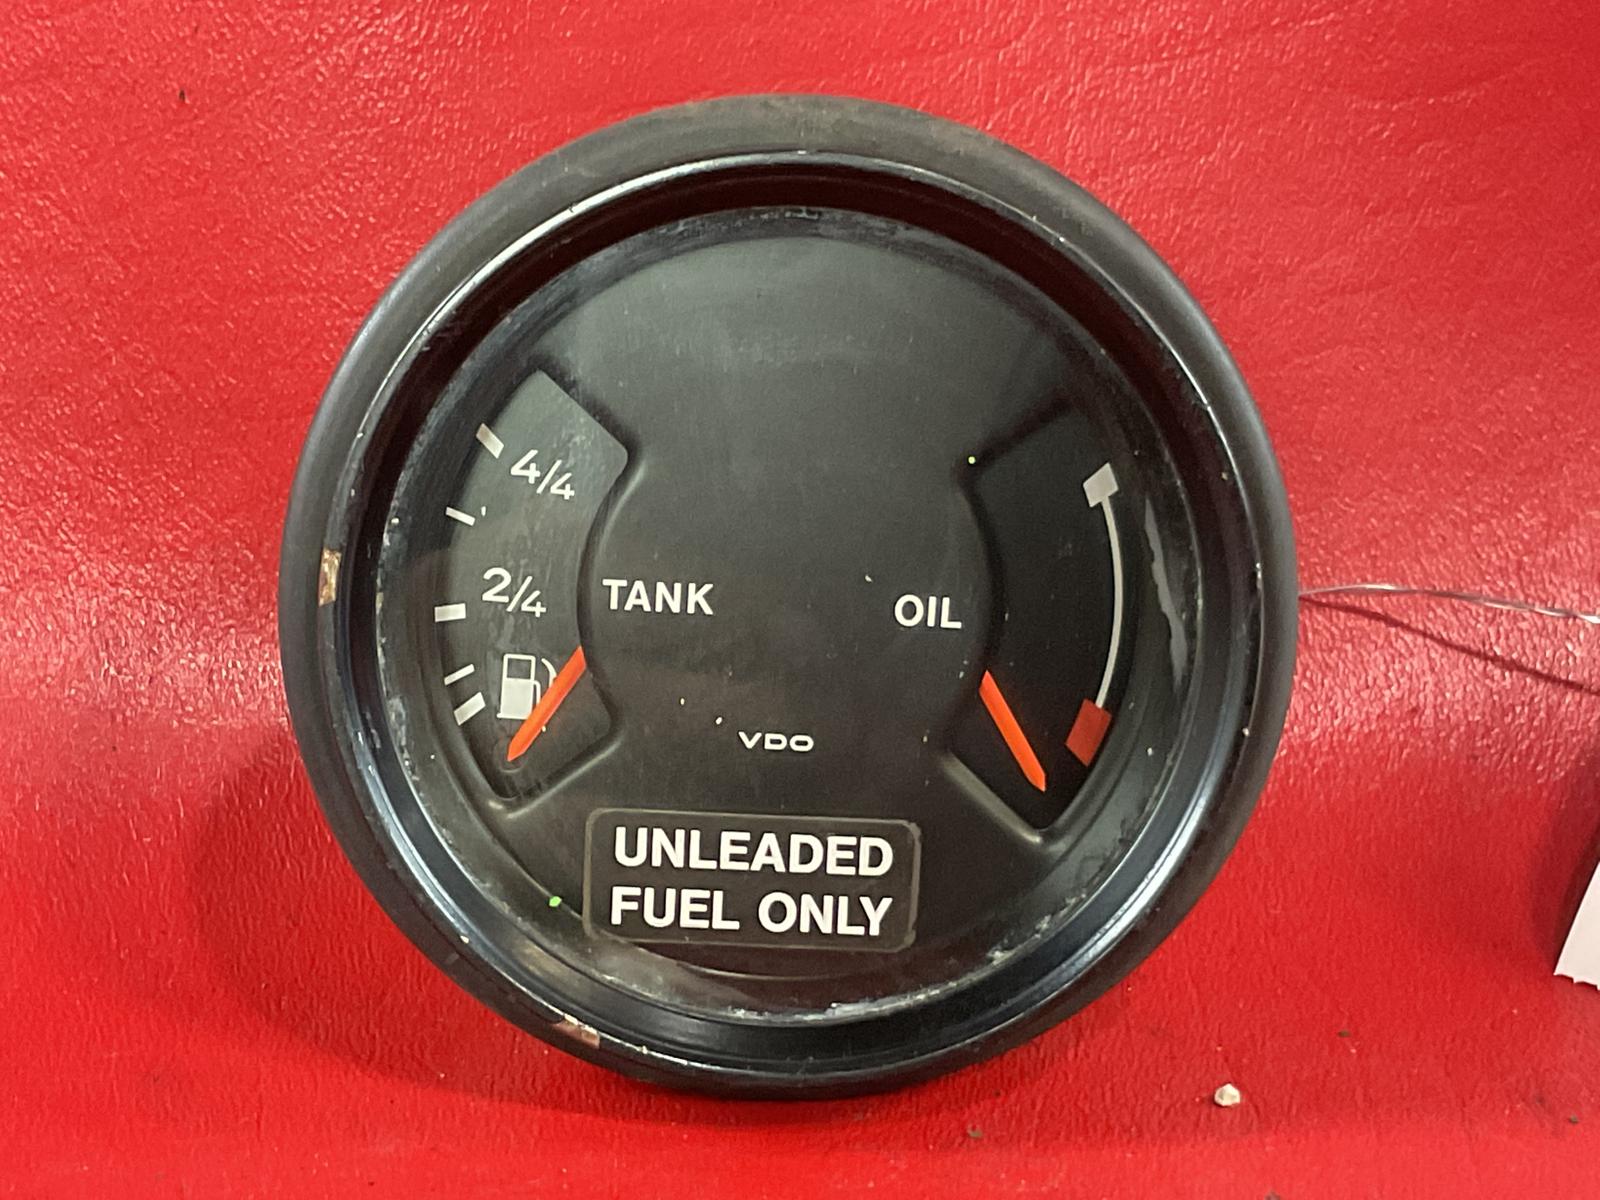 4/4
2/4
TANK
OIL
VDO
UNLEADED
FUEL ONLY